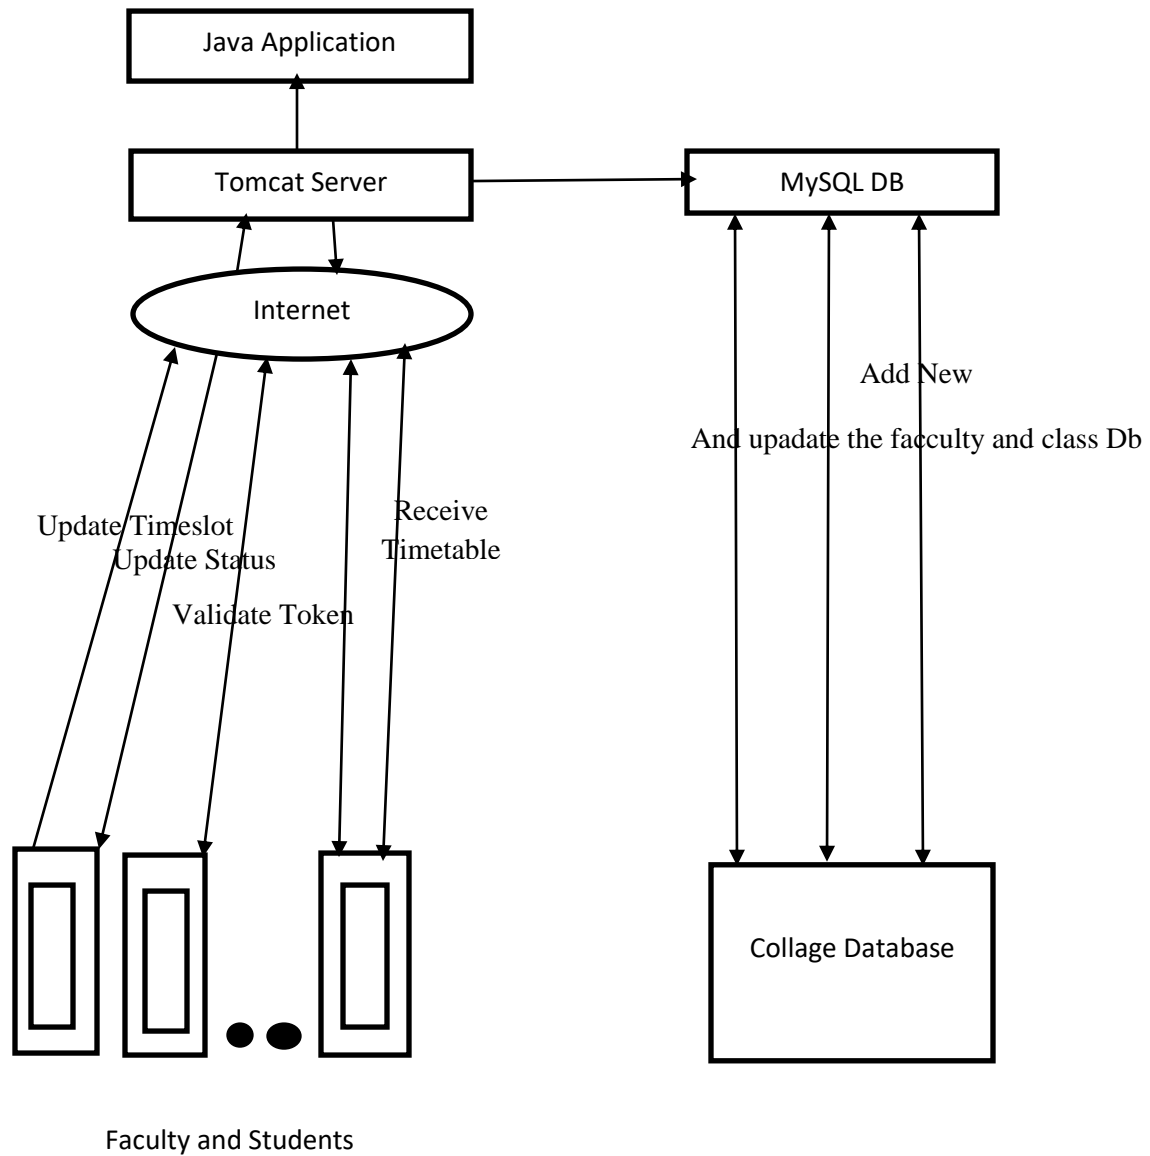 Java Application
Tomcat Server
MySQL DB
Internet
Add New
And upadate the facculty and class Db
Receive
Timetable
Update Timeslot
Update Status
Validate Token
Collage Database
Faculty and Students